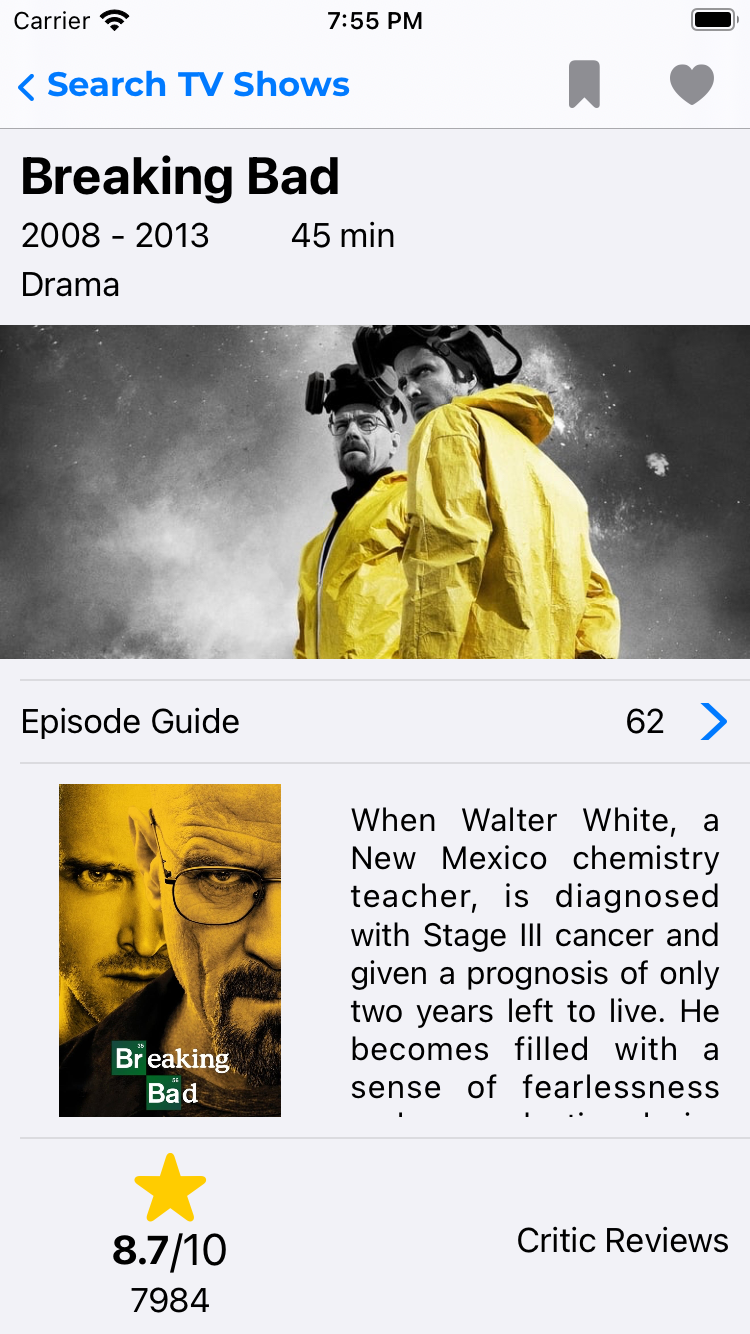 Carrier 7:55 PM
Search TV Shows
Breaking Bad
2008 - 2013 45 min
Drama
Episode Guide 62
When Walter White, a
New Mexico chemistry
teacher, is diagnosed
with Stage III cancer and
given a prognosis of only
two years left to live. He
becomes filled with a
sense of fearlessness
35
Breaking
56
Bad
8.7/10
7984
Critic Reviews